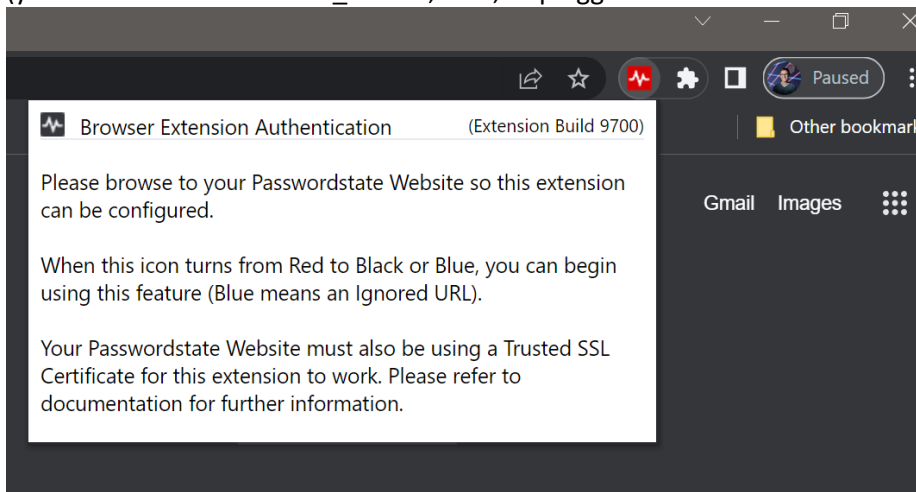 Paused
Browser Extension Authentication (Extension Build 9700)
Other
Please browse to your Passwordstate Website so this extension
can be configured.
Gmail Images
When this icon turns from Red to Black or Blue, you can begin
using this feature (Blue means an Ignored URL).
Your Passwordstate Website must also be using a Trusted SSL
Certificate for this extension to work. Please refer to
documentation for further information.